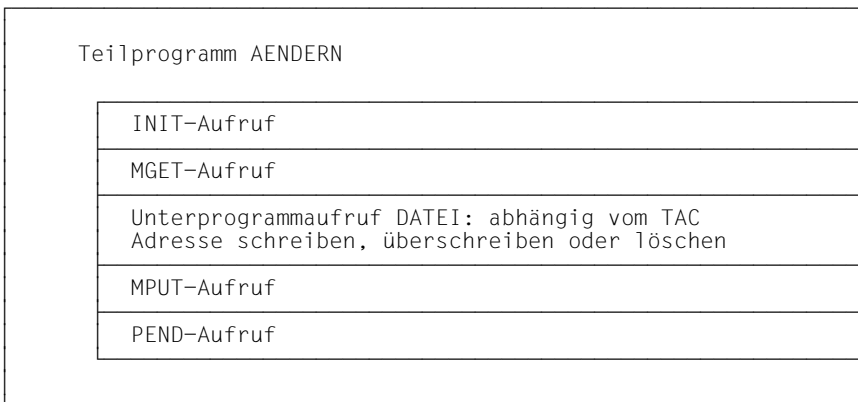 Teilprogramm AENDERN
INIT-Aufruf
MGET-Aufruf
Unterprogrammaufruf DATEI: abhängig vom TAC
Adresse schreiben, überschreiben oder löschen
MPUT-Aufruf
PEND-Aufruf